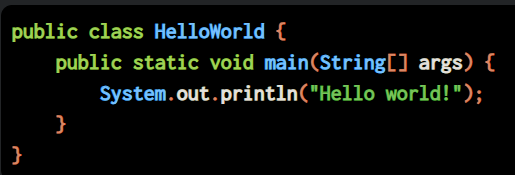 public class HelloWorld {
    public static void main(String[] args) {
        System.out.println("Hello world!");
    }
}